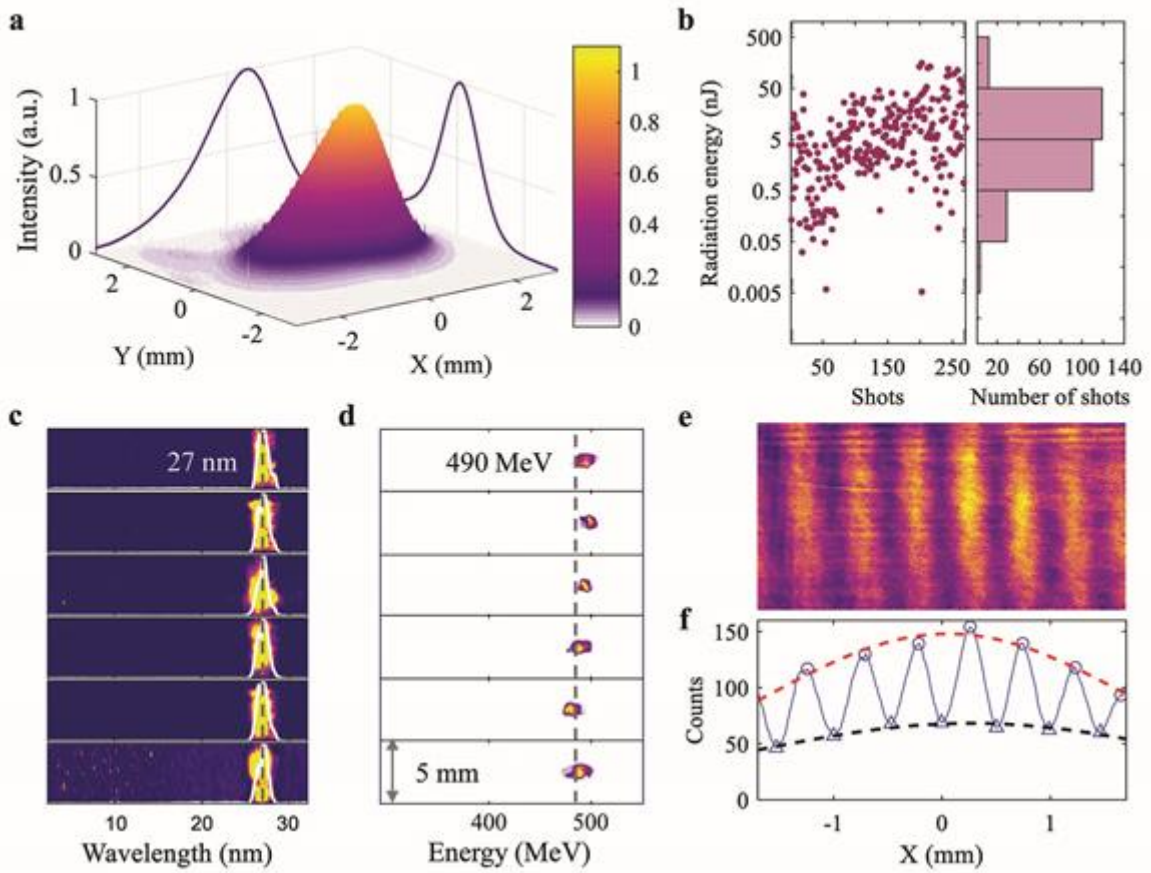 a
Intensity (a.u.)
1
0.5
0
2
0
-2
Y (mm)
-2
0
2
X (mm)
1
0.8
0.6
0.4
0.2
0
b
Radiation energy (nJ)
500
50
5
0.5
0.05
0.005
50 150 250
Shots
20 60 100 140
Number of shots
c
27 nm
10 20 30
Wavelength (nm)
d
490 MeV
5 mm
400 500
Energy (MeV)
e
f
Counts
150
100
50
0
-1 0 1
X (mm)